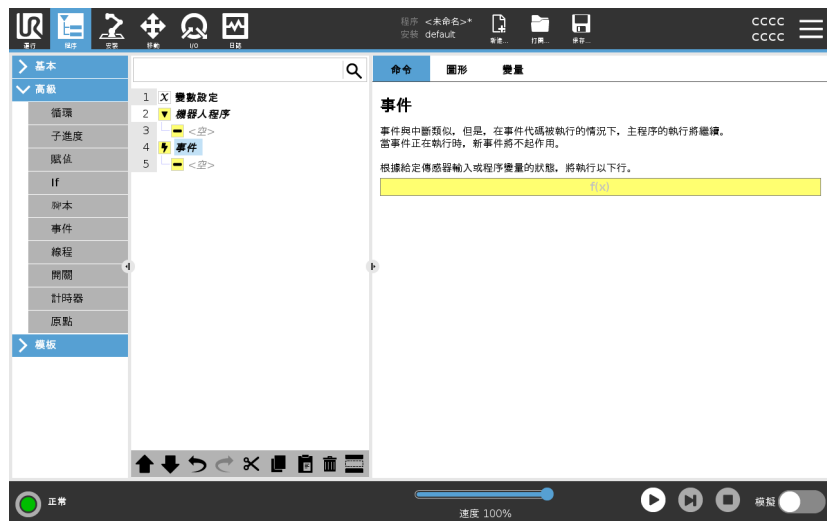 UR
運行
程序
安裝
移動
I/O
日誌
程序 <未命名>*
安裝 default
新建...
打開...
保存...
CCCC
CCCC
基本
高級
循環
子進度
賦值
If
腳本
事件
線程
開關
計時器
原點
模板
1 X 變數設定
2 機器人程序
3 <空>
4 事件
5 <空>
命令 圖形 變量
事件
事件與中斷類似，但是，在事件代碼被執行的情況下，主程序的執行將繼續。
當事件正在執行時，新事件將不起作用。
根據給定傳感器輸入或程序變量的狀態，將執行以下行。
f(x)
正常
速度 100%
模擬